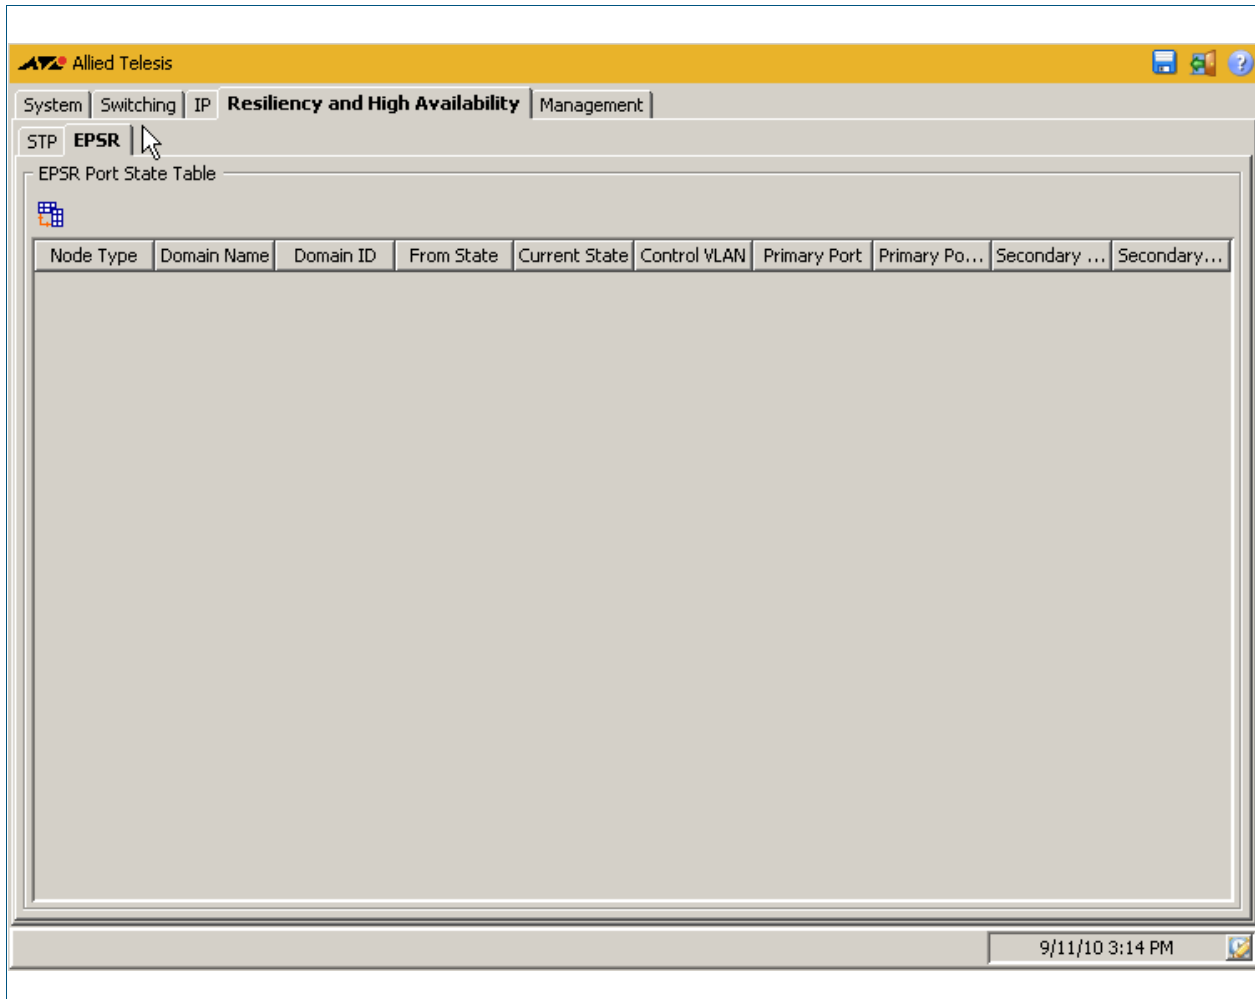 Allied Telesis
System Switching IP Resiliency and High Availability Management
STP EPSR
EPSR Port State Table
Node Type Domain Name Domain ID From State Current State Control VLAN Primary Port Primary Po... Secondary ... Secondary...
9/11/10 3:14 PM